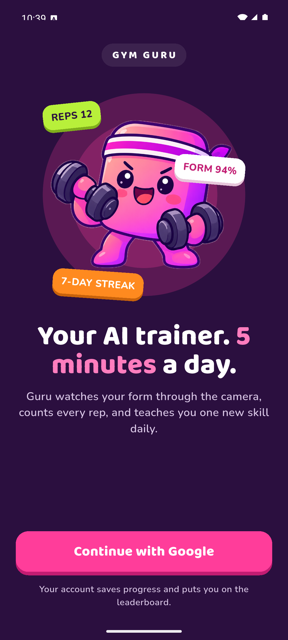 10:39
GYM GURU
REPS 12
FORM 94%
7-DAY STREAK
Your AI trainer. 5
minutes a day.
Guru watches your form through the camera,
counts every rep, and teaches you one new skill
daily.
Continue with Google
Your account saves progress and puts you on the
leaderboard.